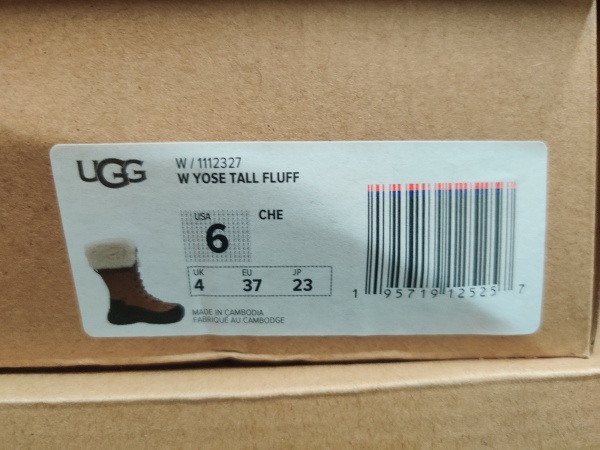 UGG
W / 1112327
W YOSE TALL FLUFF
USA CHE
6
UK EU JP
4 37 23
MADE IN CAMBODIA
FABRIQUÉ AU CAMBODGE
1 95719 12525 7